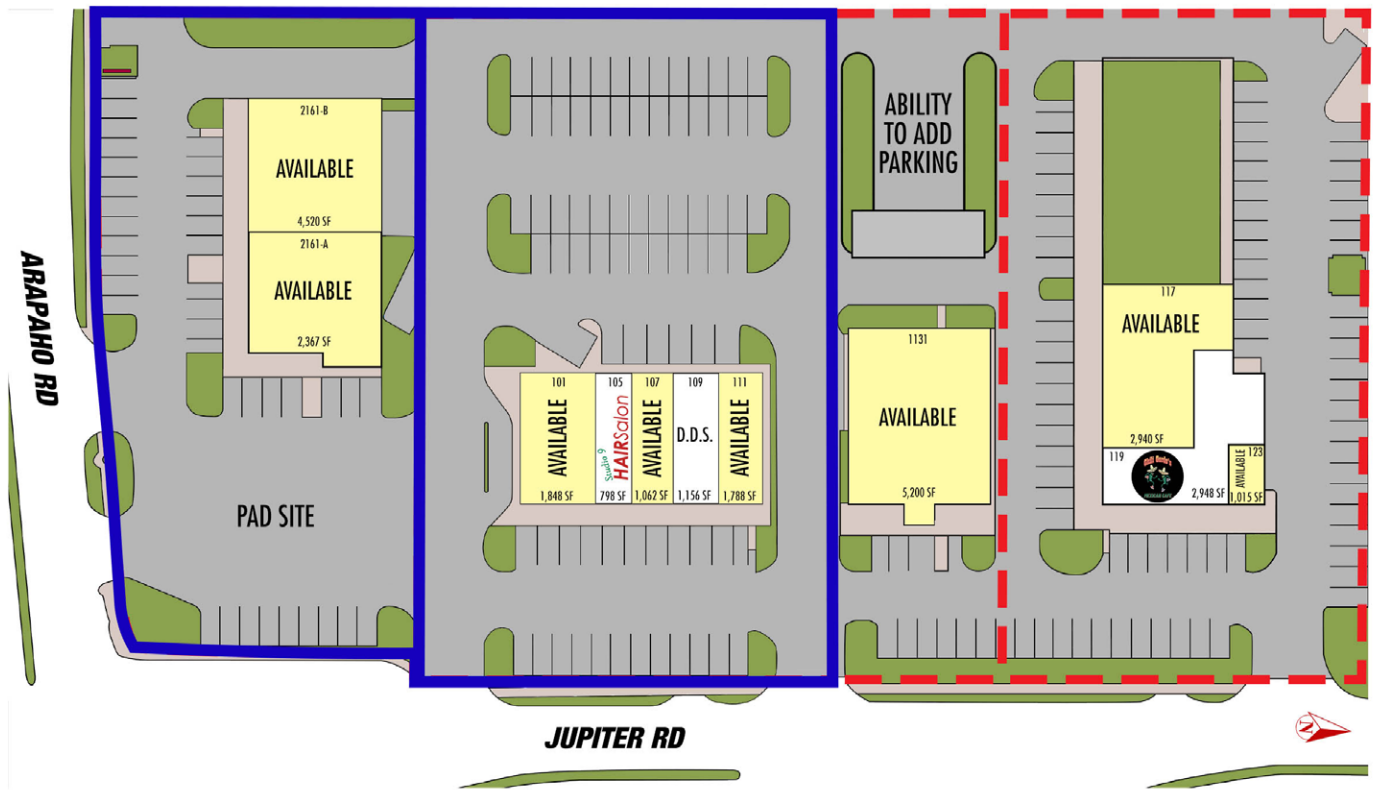 ARAPAHO RD
2161-B
AVAILABLE
4,520 SF
2161-A
AVAILABLE
2,367 SF
PAD SITE
101
AVAILABLE
1,848 SF
105
Studio 9
HAIRSalon
798 SF
107
AVAILABLE
1,062 SF
109
D.D.S.
1,156 SF
111
AVAILABLE
1,788 SF
ABILITY
TO ADD
PARKING
1131
AVAILABLE
5,200 SF
117
AVAILABLE
2,940 SF
119
2,948 SF
123
AVAILABLE
1,015 SF
JUPITER RD
N